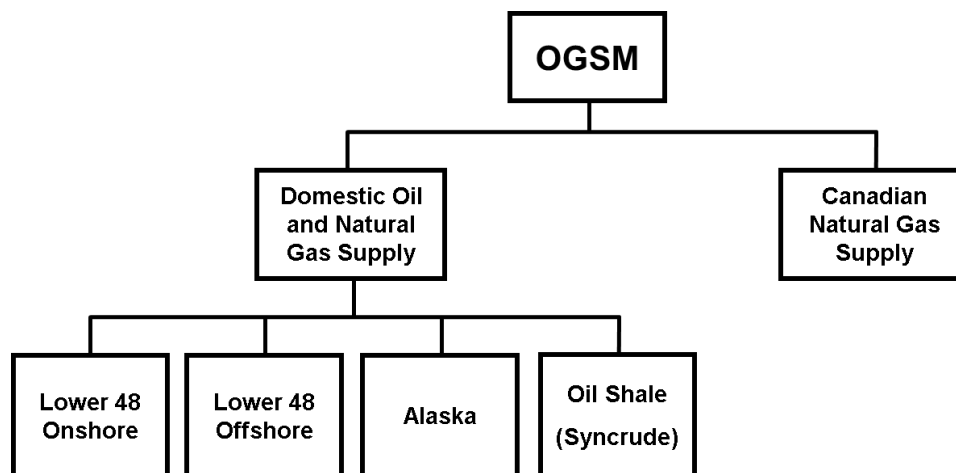 OGSM
Domestic Oil
and Natural
Gas Supply
Canadian
Natural Gas
Supply
Lower 48
Onshore
Lower 48
Offshore
Alaska
Oil Shale
(Syncrude)